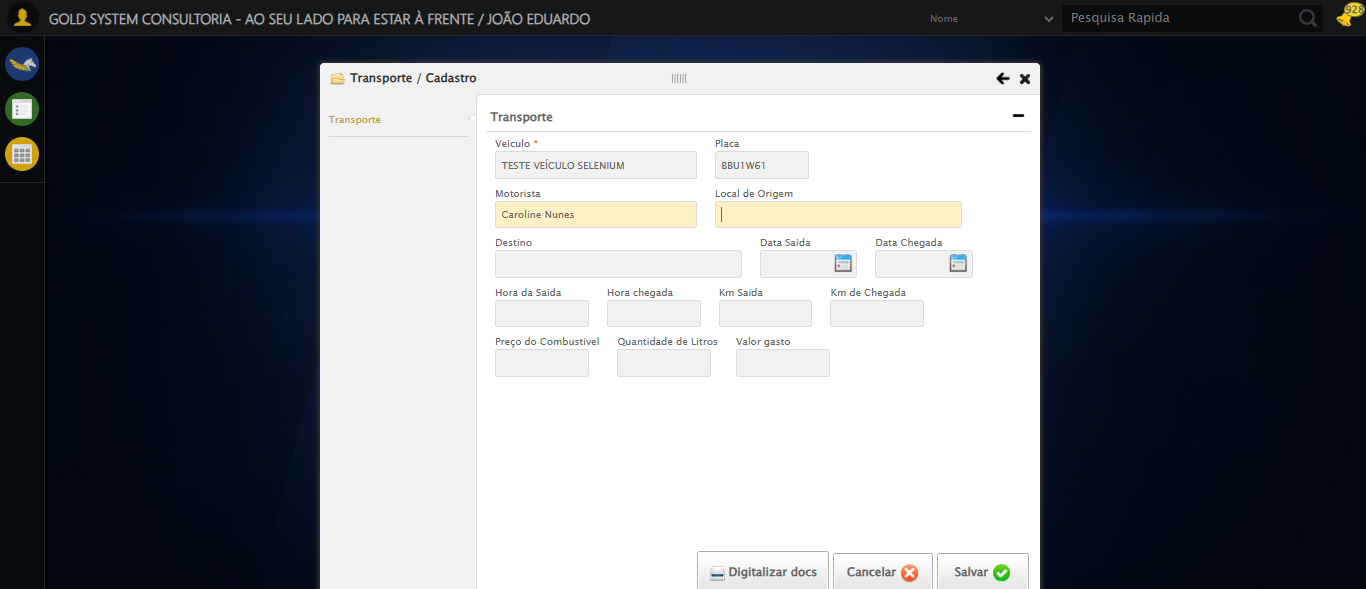 GOLD SYSTEM CONSULTORIA - AO SEU LADO PARA ESTAR À FRENTE / JOÃO EDUARDO
Nome
Pesquisa Rapida
928
Transporte / Cadastro
Transporte
Transporte
Veiculo * Placa
TESTE VEÍCULO SELENIUM BBU1W61
Motorista Local de Origem
Caroline Nunes
Destino Data Saida Data Chegada
Hora da Saida Hora chegada Km Saida Km de Chegada
Preço do Combustivel Quantidade de Litros Valor gasto
Digitalizar docs Cancelar Salvar